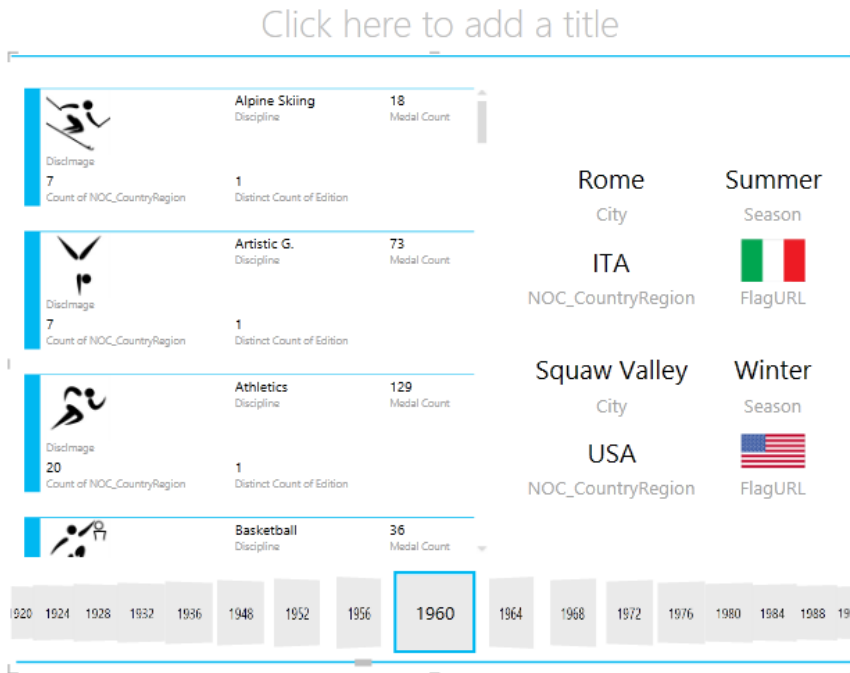 Click here to add a title
Alpine Skiing 18
Discipline Medal Count
DiscImage
7 1
Count of NOC_CountryRegion Distinct Count of Edition
Artistic G. 73
Discipline Medal Count
DiscImage
7 1
Count of NOC_CountryRegion Distinct Count of Edition
Athletics 129
Discipline Medal Count
DiscImage
20 1
Count of NOC_CountryRegion Distinct Count of Edition
Basketball 36
Discipline Medal Count
Rome Summer
City Season
ITA
NOC_CountryRegion FlagURL
Squaw Valley Winter
City Season
USA
NOC_CountryRegion FlagURL
1920 1924 1928 1932 1936 1948 1952 1956 1960 1964 1968 1972 1976 1980 1984 1988 19